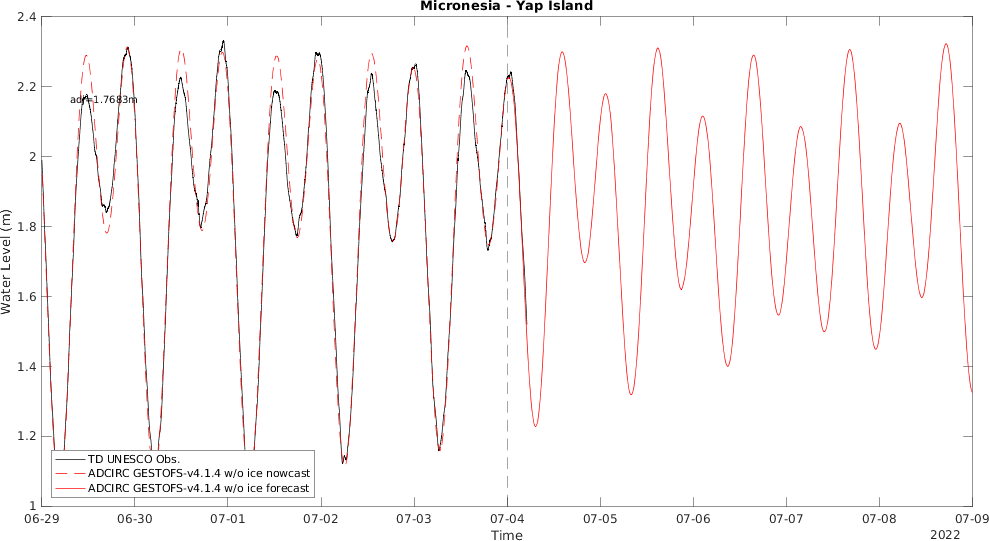 Micronesia - Yap Island
2.4
2.2
2
1.8
1.6
1.4
1.2
1
Water Level (m)
adj=1.7683m
TD UNESCO Obs.
ADCIRC GESTOFS-v4.1.4 w/o ice nowcast
ADCIRC GESTOFS-v4.1.4 w/o ice forecast
06-29 06-30 07-01 07-02 07-03 07-04 07-05 07-06 07-07 07-08 07-09
Time
2022